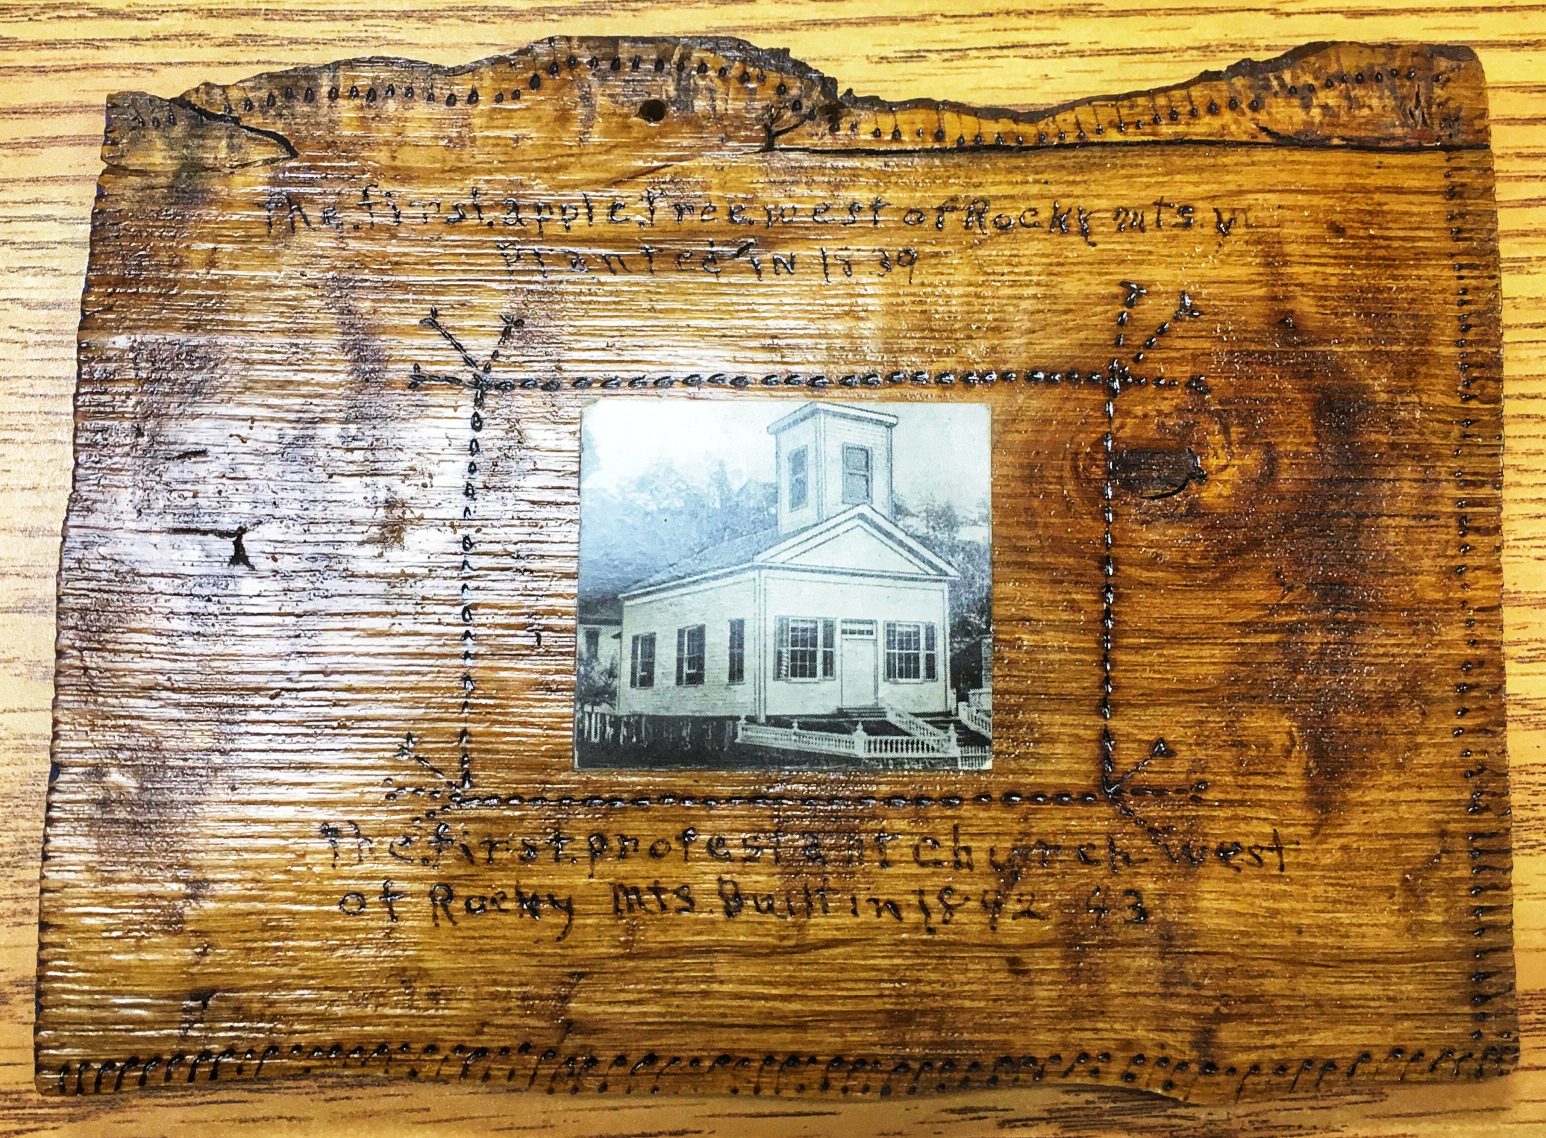 The first apple tree west of Rocky mts.
Planted in 1839
The first protestant Church west
of Rocky Mts. Built in 1842 43